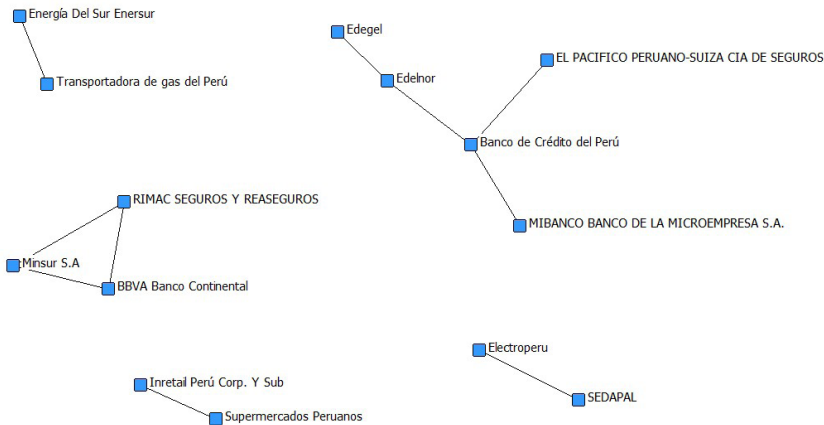 Energía Del Sur Enersur
Edegel
EL PACIFICO PERUANO-SUIZA CIA DE SEGUROS
Edelnor
Transportadora de gas del Perú
Banco de Crédito del Perú
RIMAC SEGUROS Y REASEGUROS
MIBANCO BANCO DE LA MICROEMPRESA S.A.
Minsur S.A
BBVA Banco Continental
Electroperu
Inretail Perú Corp. Y Sub
SEDAPAL
Supermercados Peruanos